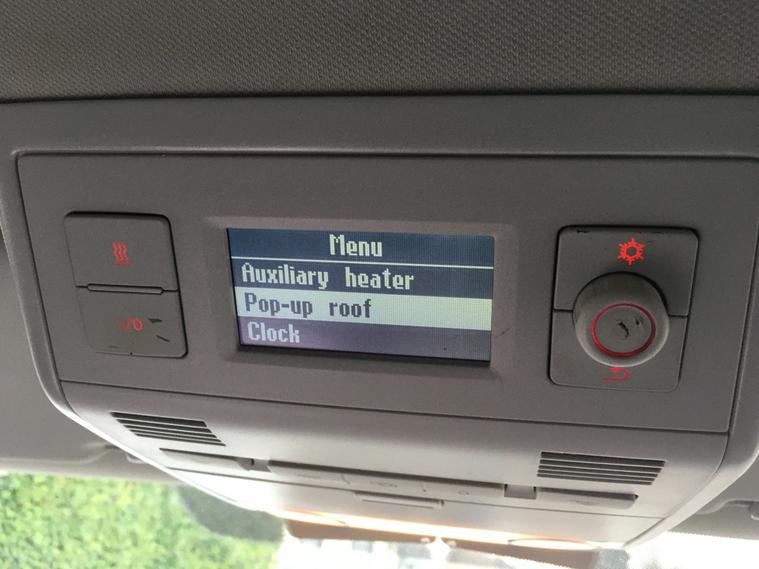 Menu
Auxiliary heater
Pop-up roof
Clock